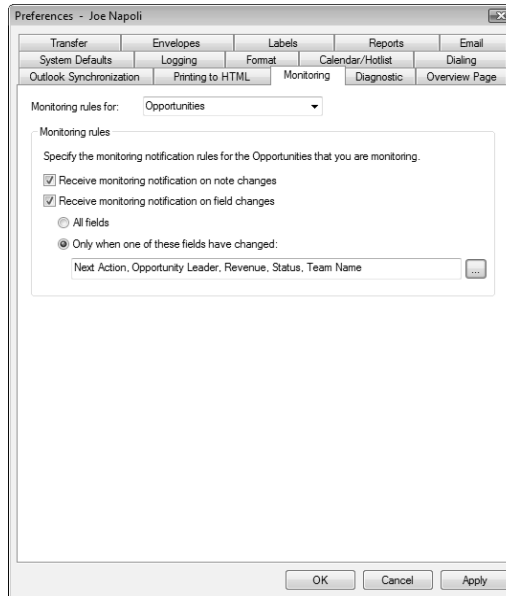 Preferences - Joe Napoli
Transfer Envelopes Labels Reports Email
System Defaults Logging Format Calendar/Hotlist Dialing
Outlook Synchronization Printing to HTML Monitoring Diagnostic Overview Page
Monitoring rules for: Opportunities
Monitoring rules
Specify the monitoring notification rules for the Opportunities that you are monitoring.
Receive monitoring notification on note changes
Receive monitoring notification on field changes
All fields
Only when one of these fields have changed:
Next Action, Opportunity Leader, Revenue, Status, Team Name ...
OK Cancel Apply